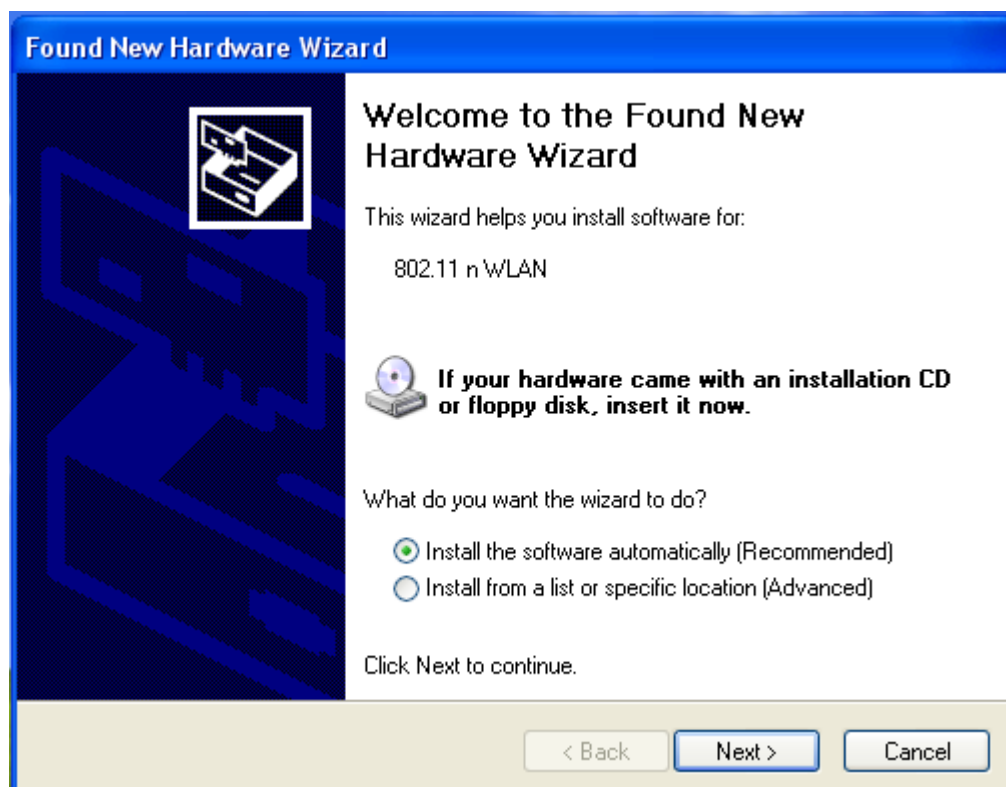 Found New Hardware Wizard
Welcome to the Found New
Hardware Wizard
This wizard helps you install software for:
802.11 n WLAN
If your hardware came with an installation CD
or floppy disk, insert it now.
What do you want the wizard to do?
Install the software automatically (Recommended)
Install from a list or specific location (Advanced)
Click Next to continue.
< Back
Next >
Cancel